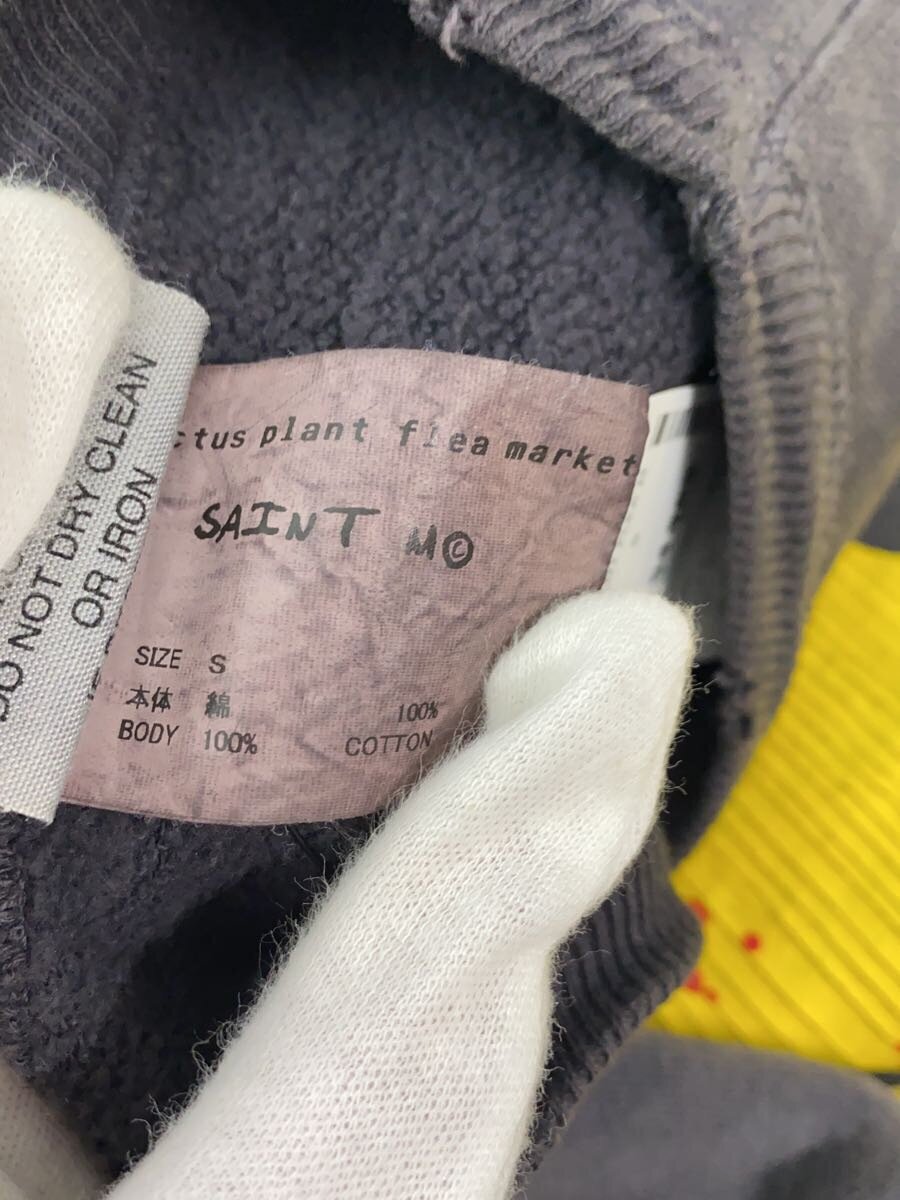 ctus plant flea market
SAINT M©
SIZE S
本体 綿 100%
BODY 100% COTTON
DO NOT DRY CLEAN
OR IRON